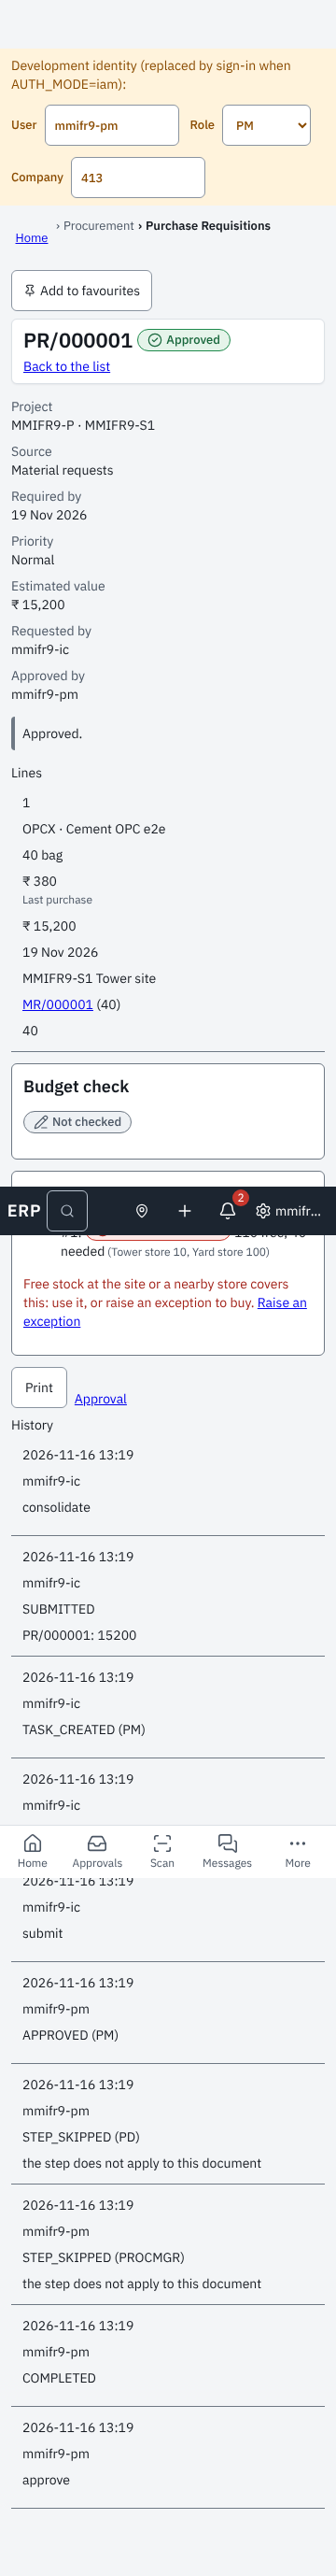 Development identity (replaced by sign-in when
AUTH_MODE=iam):
User mmifr9-pm Role PM
Company 413
Home › Procurement › Purchase Requisitions
Add to favourites
PR/000001 Approved
Back to the list
Project
MMIFR9-P · MMIFR9-S1
Source
Material requests
Required by
19 Nov 2026
Priority
Normal
Estimated value
₹ 15,200
Requested by
mmifr9-ic
Approved by
mmifr9-pm
Approved.
Lines
1
OPCX · Cement OPC e2e
40 bag
₹ 380
Last purchase
₹ 15,200
19 Nov 2026
MMIFR9-S1 Tower site
MR/000001 (40)
40
Budget check
Not checked
ERP 2 mmifr...
needed (Tower store 10, Yard store 100)
Free stock at the site or a nearby store covers
this: use it, or raise an exception to buy. Raise an
exception
Print Approval
History
2026-11-16 13:19
mmifr9-ic
consolidate
2026-11-16 13:19
mmifr9-ic
SUBMITTED
PR/000001: 15200
2026-11-16 13:19
mmifr9-ic
TASK_CREATED (PM)
2026-11-16 13:19
mmifr9-ic
Home Approvals Scan Messages More
2026-11-16 13:19
mmifr9-ic
submit
2026-11-16 13:19
mmifr9-pm
APPROVED (PM)
2026-11-16 13:19
mmifr9-pm
STEP_SKIPPED (PD)
the step does not apply to this document
2026-11-16 13:19
mmifr9-pm
STEP_SKIPPED (PROCMGR)
the step does not apply to this document
2026-11-16 13:19
mmifr9-pm
COMPLETED
2026-11-16 13:19
mmifr9-pm
approve